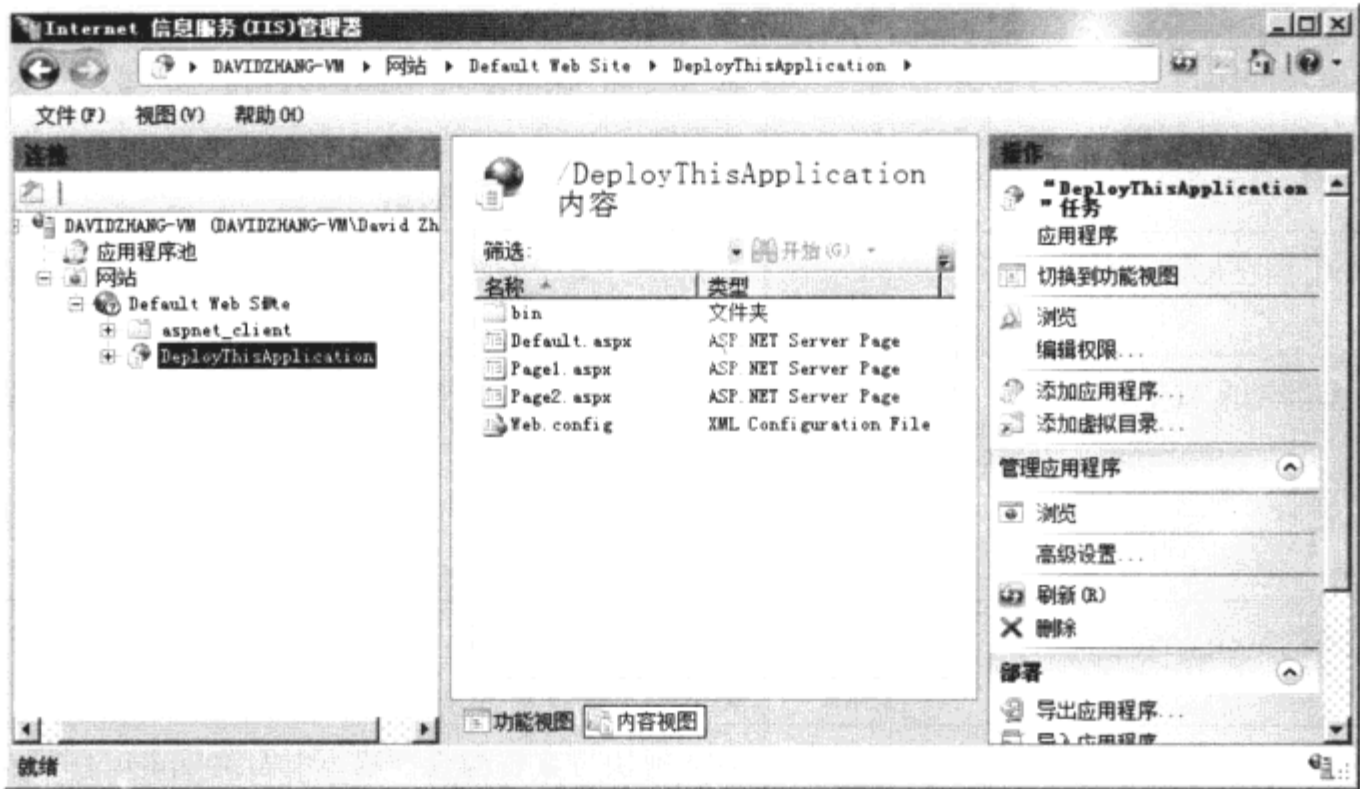 Internet 信息服务(IIS)管理器
DAVIDZHANG-VM ▸ 网站 ▸ Default Web Site ▸ DeployThisApplication ▸
文件(F) 视图(V) 帮助(H)
连接
DAVIDZHANG-VM (DAVIDZHANG-VM\David Zh
应用程序池
网站
Default Web Site
aspnet_client
DeployThisApplication
/DeployThisApplication
内容
筛选: 开始(G)
名称 类型
bin 文件夹
Default.aspx ASP.NET Server Page
Page1.aspx ASP.NET Server Page
Page2.aspx ASP.NET Server Page
Web.config XML Configuration File
功能视图 内容视图
操作
“DeployThisApplication
”任务
应用程序
切换到功能视图
浏览
编辑权限...
添加应用程序...
添加虚拟目录...
管理应用程序
浏览
高级设置...
刷新(R)
删除
部署
导出应用程序...
导入应用程序
就绪